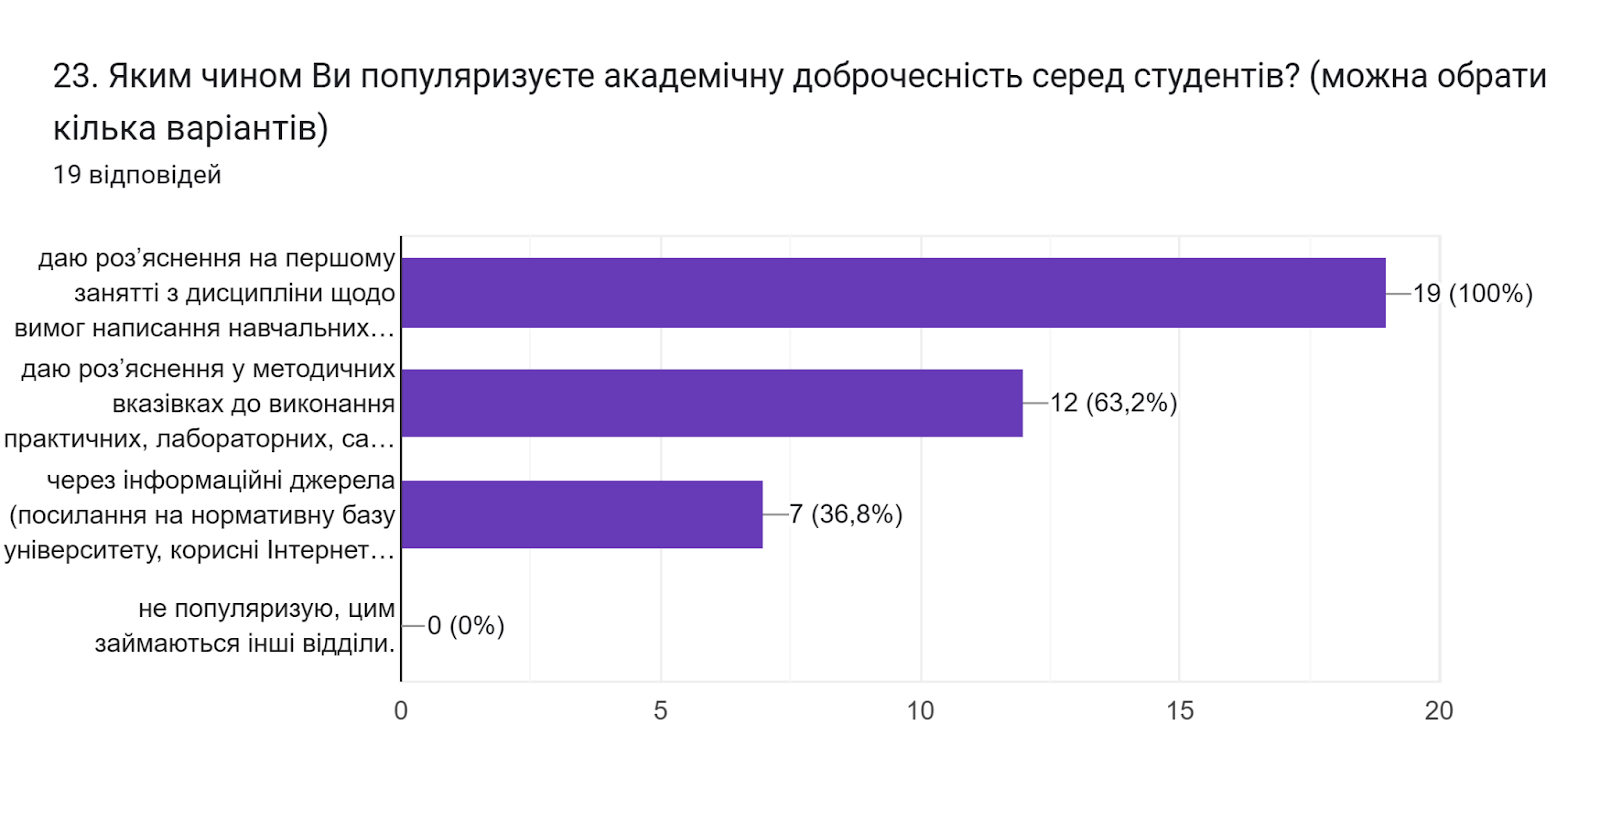 23. Яким чином Ви популяризуєте академічну доброчесність серед студентів? (можна обрати
кілька варіантів)
19 відповідей
даю роз’яснення на першому
занятті з дисципліни щодо
вимог написання навчальних…
19 (100%)
даю роз’яснення у методичних
вказівках до виконання
практичних, лабораторних, са…
12 (63,2%)
через інформаційні джерела
(посилання на нормативну базу
університету, корисні Інтернет…
7 (36,8%)
не популяризую, цим
займаються інші відділи.
0 (0%)
0 5 10 15 20